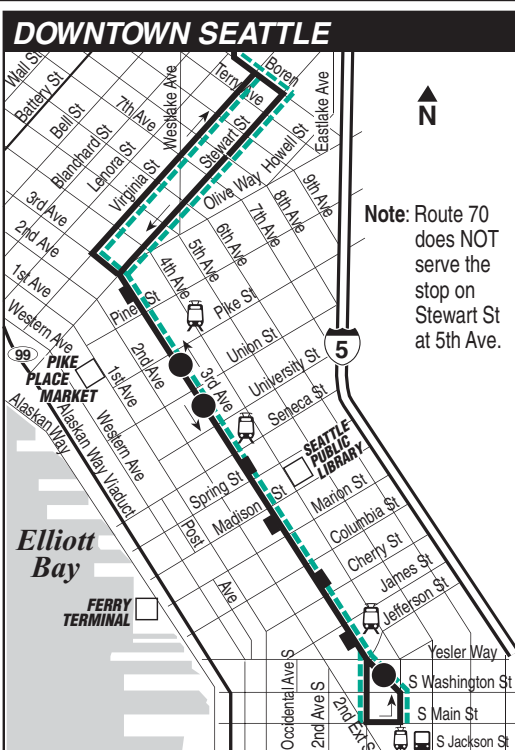 DOWNTOWN SEATTLE
Wall St
Battery St
Bell St
Blanchard St
Lenora St
Virginia St
7th Ave
Westlake Ave
Terry Ave
Boren
Eastlake Ave
Stewart St
Howell St
Olive Way
9th Ave
8th Ave
7th Ave
6th Ave
5th Ave
4th Ave
N
Note: Route 70
does NOT
serve the
stop on
Stewart St
at 5th Ave.
3rd Ave
2nd Ave
1st Ave
Western Ave
99
PIKE
PLACE
MARKET
Alaskan Way
Alaskan Way Viaduct
Western Ave
1st Ave
2nd Ave
3rd Ave
Pine St
Pike St
Union St
University St
Seneca St
5
SEATTLE
PUBLIC
LIBRARY
Spring St
Madison St
Marion St
Columbia St
Cherry St
James St
Jefferson St
Post
Ave
Elliott
Bay
FERRY
TERMINAL
Yesler Way
S Washington St
S Main St
S Jackson St
Occidental Ave S
2nd Ave S
2nd Ext S